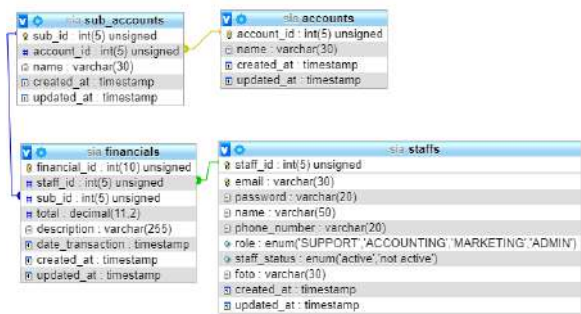 sia sub_accounts
sub_id : int(5) unsigned
account_id : int(5) unsigned
name : varchar(30)
created_at : timestamp
updated_at : timestamp
sia accounts
account_id : int(5) unsigned
name : varchar(30)
created_at : timestamp
updated_at : timestamp
sia financials
financial_id : int(10) unsigned
staff_id : int(5) unsigned
sub_id : int(5) unsigned
total : decimal(11,2)
description : varchar(255)
date_transaction : timestamp
created_at : timestamp
updated_at : timestamp
sia staffs
staff_id : int(5) unsigned
email : varchar(30)
password : varchar(20)
name : varchar(50)
phone_number : varchar(20)
role : enum('SUPPORT','ACCOUNTING','MARKETING','ADMIN')
staff_status : enum('active','not active')
foto : varchar(30)
created_at : timestamp
updated_at : timestamp